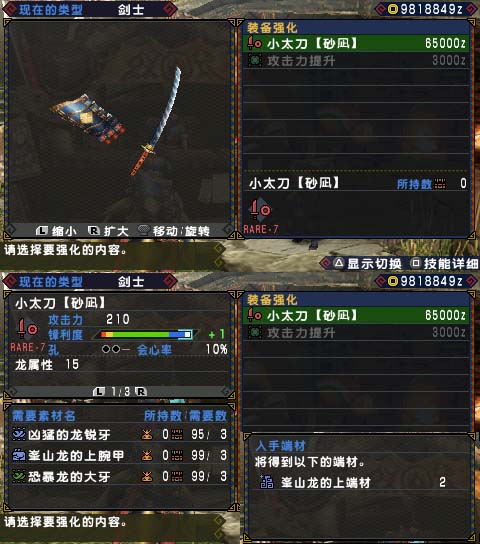 现在的类型 剑士
9818849z
装备强化
小太刀【砂凪】 65000z
攻击力提升 3000z
小太刀【砂凪】 所持数 0
RARE-7
L 缩小 R 扩大 移动/旋转
请选择要强化的内容。
△显示切换 □技能详细
现在的类型 剑士
9818849z
小太刀【砂凪】
攻击力 210
锋利度 +1
RARE-7 孔 ●●— 会心率 10%
龙属性 15
L 1/3 R
装备强化
小太刀【砂凪】 65000z
攻击力提升 3000z
需要素材名 所持数/需要数
凶猛的龙锐牙 0 95/ 3
峯山龙的上腕甲 0 99/ 3
恐暴龙的大牙 0 99/ 3
入手端材
将得到以下的端材。
峯山龙的上端材 2
请选择要强化的内容。